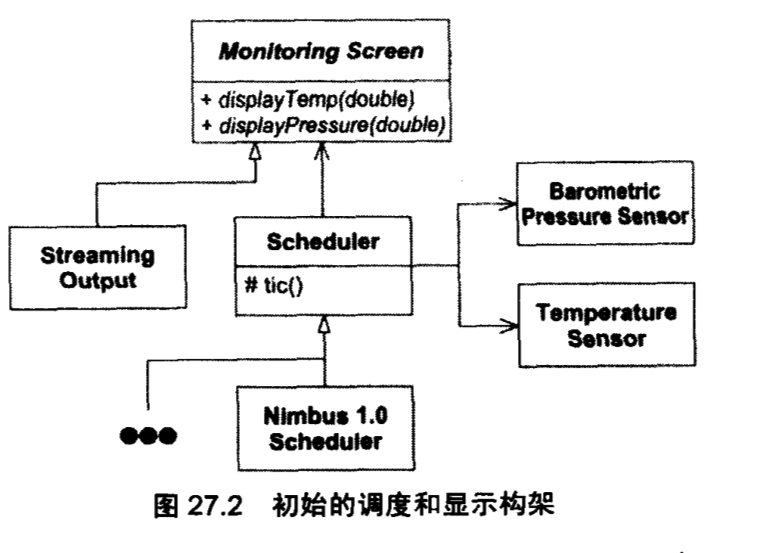 Monitoring Screen
+ displayTemp(double)
+ displayPressure(double)
Streaming
Output
Scheduler
# tic()
Barometric
Pressure Sensor
Temperature
Sensor
Nimbus 1.0
Scheduler
图 27.2 初始的调度和显示构架